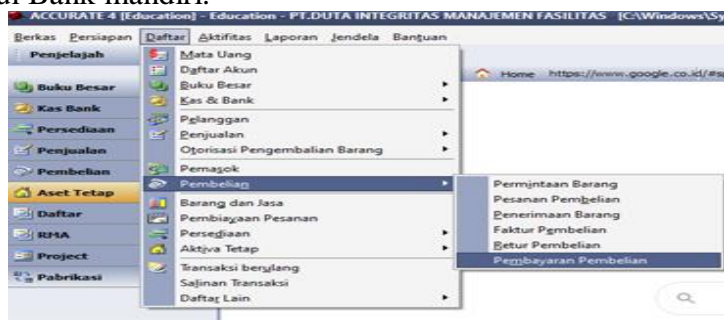 d Bank mandiri.
ACCURATE 4 [Education] - Education - PT.DUTA INTEGRITAS MANAJEMEN FASILITAS [C:\Windows\Sy
Berkas Persiapan Daftar Aktifitas Laporan Jendela Bantuan
Penjelajah
Buku Besar
Kas Bank
Persediaan
Penjualan
Pembelian
Aset Tetap
Daftar
RMA
Project
Pabrikasi
Mata Uang
Daftar Akun
Buku Besar
Kas & Bank
Pelanggan
Penjualan
Otorisasi Pengembalian Barang
Pemasok
Pembelian
Barang dan Jasa
Pembiayaan Pesanan
Persediaan
Aktiva Tetap
Transaksi berulang
Salinan Transaksi
Daftar Lain
Home https://www.google.co.id/#sp
Permintaan Barang
Pesanan Pembelian
Penerimaan Barang
Faktur Pembelian
Retur Pembelian
Pembayaran Pembelian